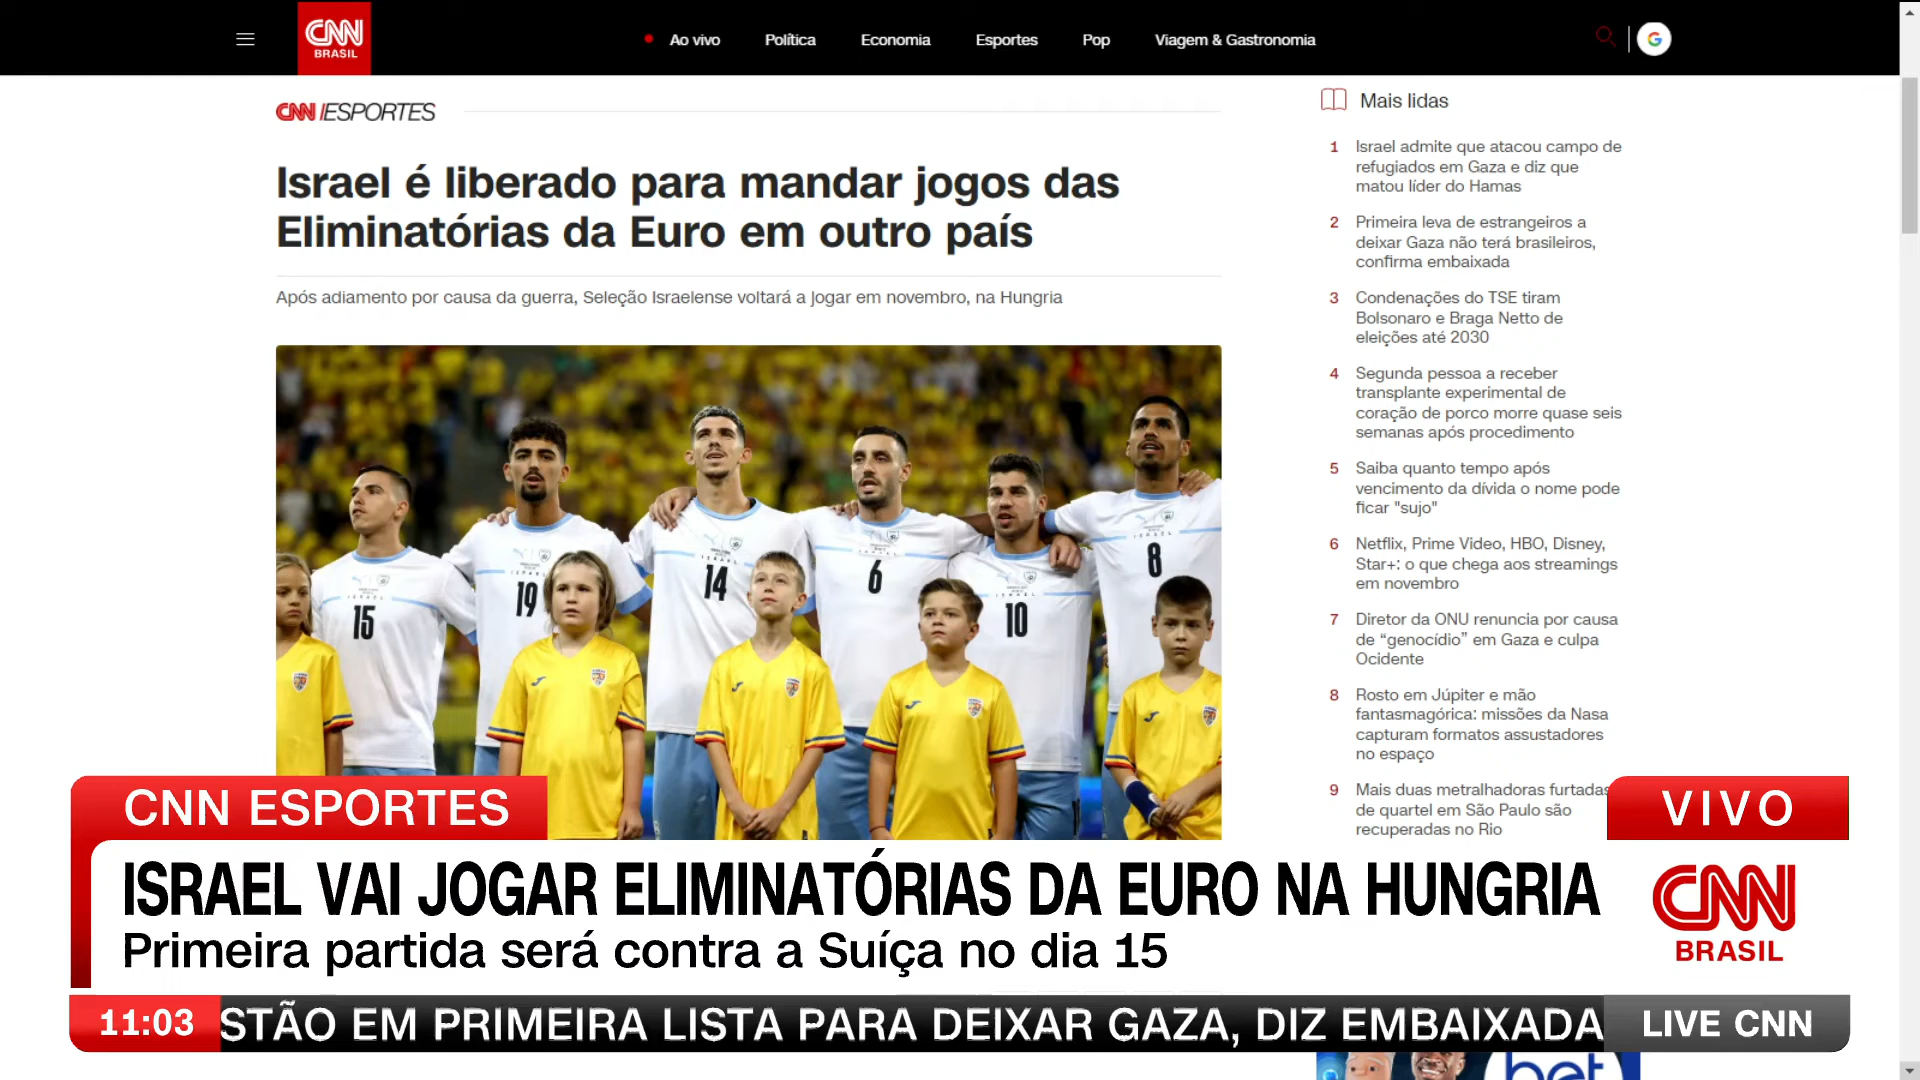 CNN
BRASIL
Ao vivo
Política
Economia
Esportes
Pop
Viagem & Gastronomia
G
CNN/ESPORTES
Israel é liberado para mandar jogos das
Eliminatórias da Euro em outro país
Após adiamento por causa da guerra, Seleção Israelense voltará a jogar em novembro, na Hungria
Mais lidas
1 Israel admite que atacou campo de
refugiados em Gaza e diz que
matou líder do Hamas
2 Primeira leva de estrangeiros a
deixar Gaza não terá brasileiros,
confirma embaixada
3 Condenações do TSE tiram
Bolsonaro e Braga Netto de
eleições até 2030
4 Segunda pessoa a receber
transplante experimental de
coração de porco morre quase seis
semanas após procedimento
5 Saiba quanto tempo após
vencimento da dívida o nome pode
ficar "sujo"
6 Netflix, Prime Video, HBO, Disney,
Star+: o que chega aos streamings
em novembro
7 Diretor da ONU renuncia por causa
de “genocídio” em Gaza e culpa
Ocidente
8 Rosto em Júpiter e mão
fantasmagórica: missões da Nasa
capturam formatos assustadores
no espaço
9 Mais duas metralhadoras furtadas
de quartel em São Paulo são
recuperadas no Rio
15
19
14
6
10
8
CNN ESPORTES
VIVO
ISRAEL VAI JOGAR ELIMINATÓRIAS DA EURO NA HUNGRIA
Primeira partida será contra a Suíça no dia 15
CNN
BRASIL
11:03
STÃO EM PRIMEIRA LISTA PARA DEIXAR GAZA, DIZ EMBAIXADA
LIVE CNN
bet